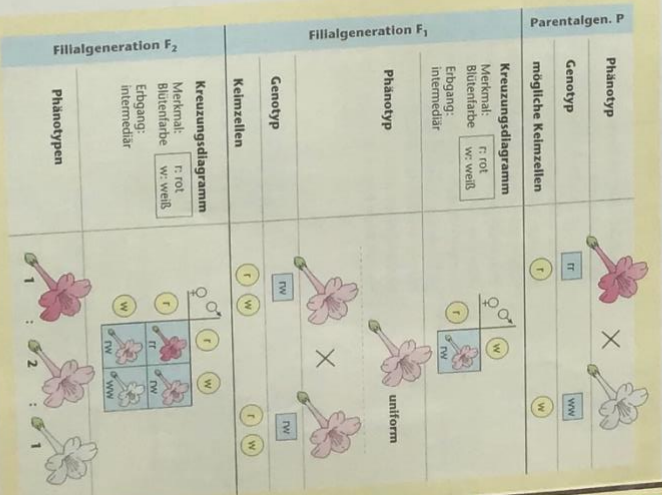 Parentalgen. P
Phänotyp
Genotyp
rr
ww
mögliche Keimzellen
r
w
Filialgeneration F₁
Kreuzungsdiagramm
Merkmal:
Blütenfarbe
r: rot
w: weiß
Erbgang:
intermediär
♀ ♂
w
r
rw
Phänotyp
uniform
Genotyp
rw
rw
Keimzellen
r w
r w
Filialgeneration F₂
Kreuzungsdiagramm
Merkmal:
Blütenfarbe
r: rot
w: weiß
Erbgang:
intermediär
♀ ♂
r w
r
rr rw
w
rw ww
Phänotypen
1 : 2 : 1